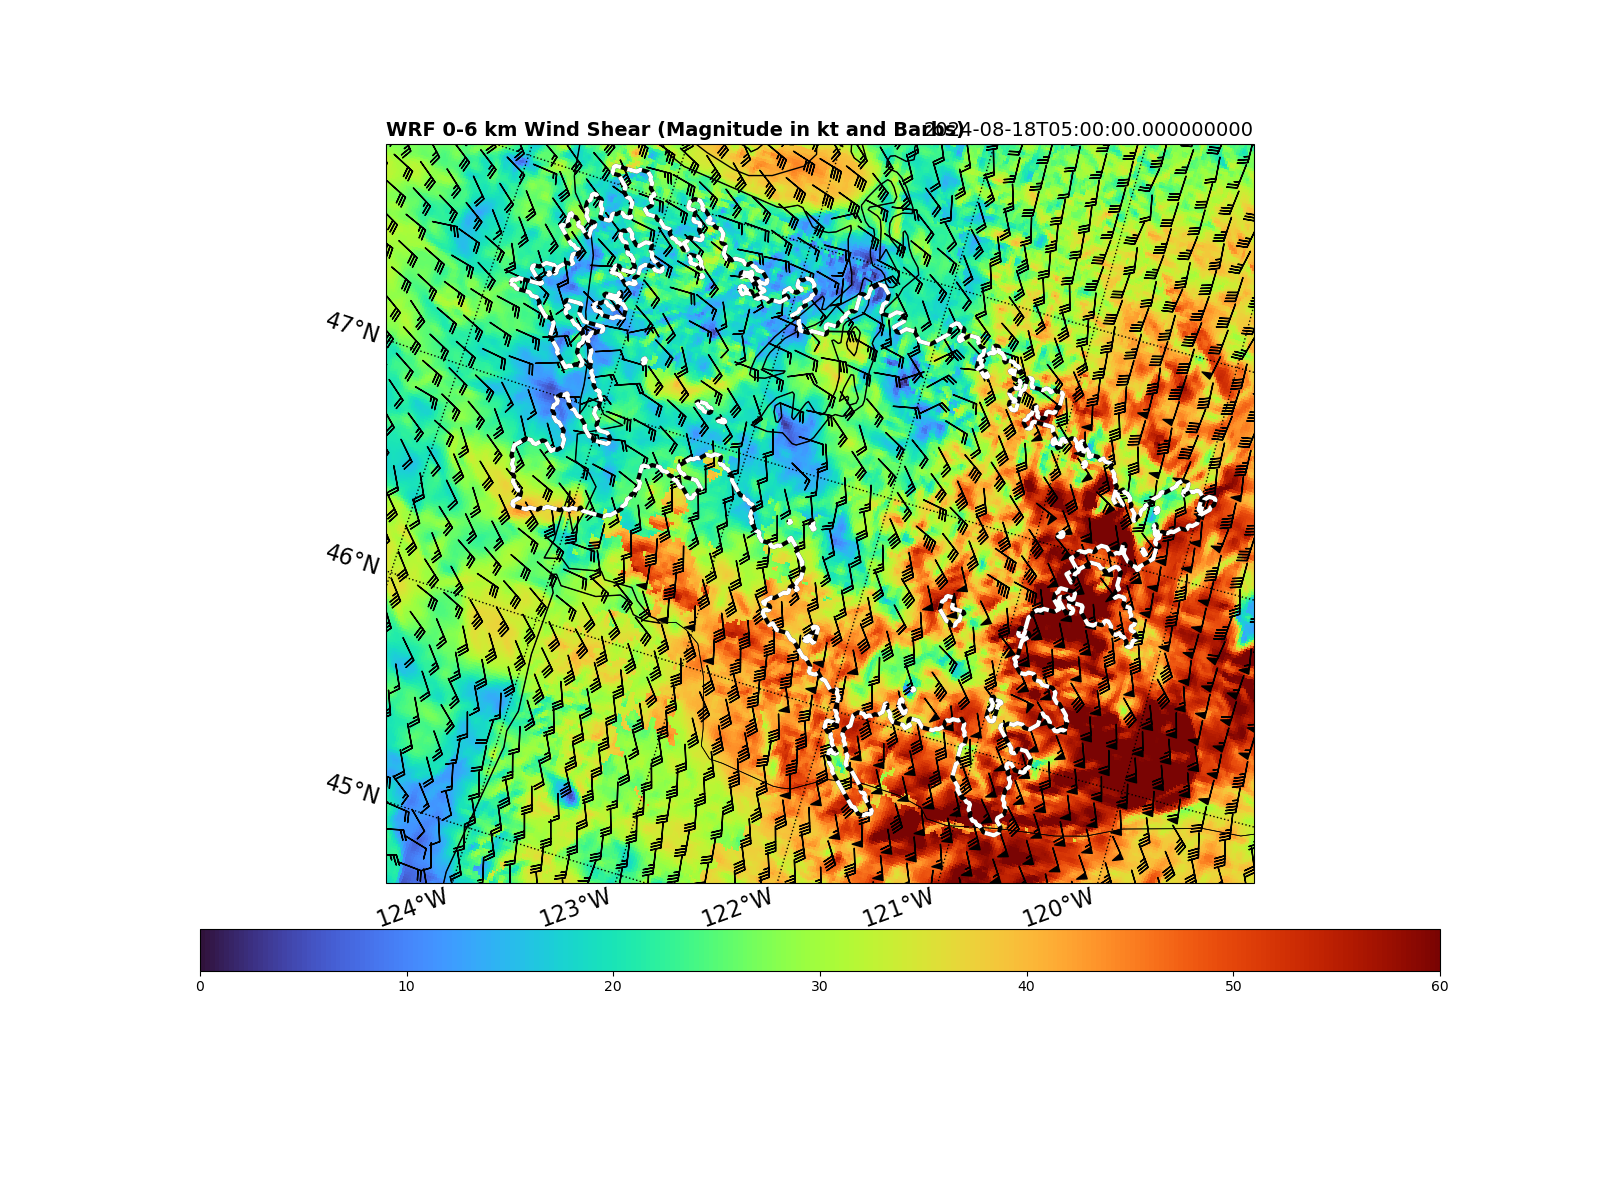 WRF 0-6 km Wind Shear (Magnitude in kt and Barbs) 2024-08-18T05:00:00.000000000
47°N
46°N
45°N
124°W 123°W 122°W 121°W 120°W
0 10 20 30 40 50 60